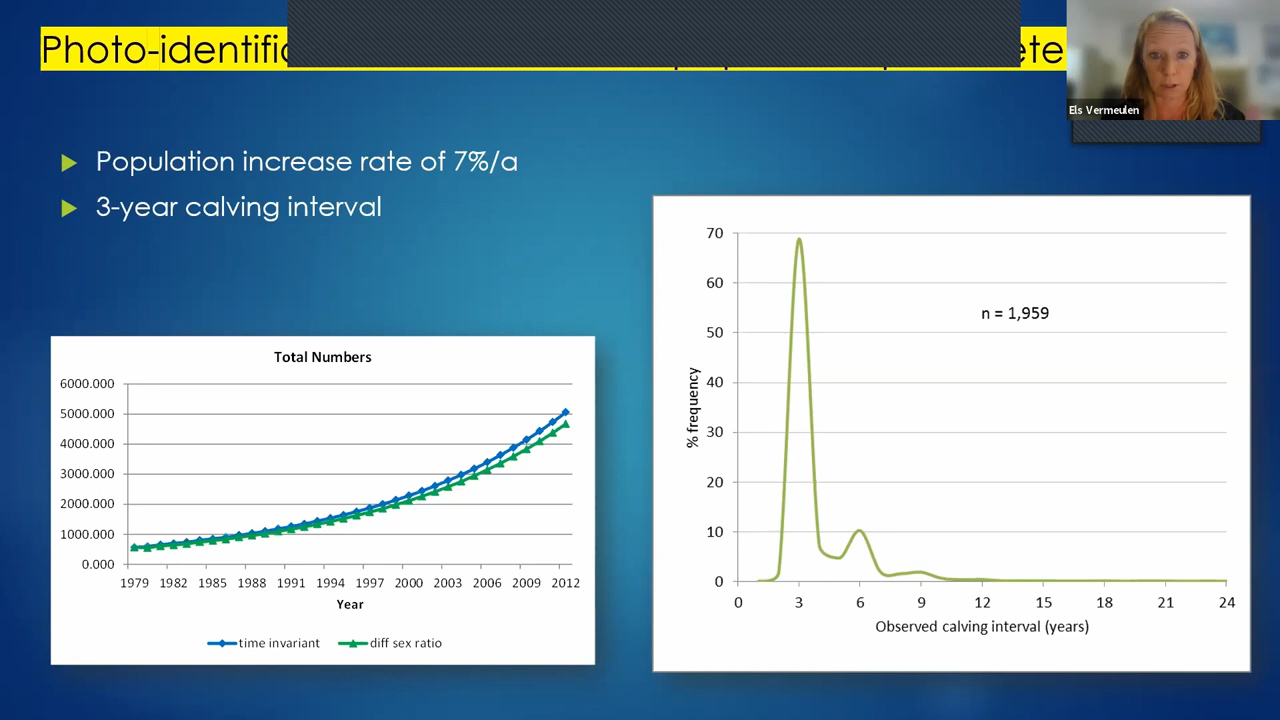 Photo-identific
ete
Els Vermeulen
Population increase rate of 7%/a
3-year calving interval
Total Numbers
6000.000
5000.000
4000.000
3000.000
2000.000
1000.000
0.000
1979 1982 1985 1988 1991 1994 1997 2000 2003 2006 2009 2012
Year
time invariant diff sex ratio
70
60
50
40
30
20
10
0
% frequency
n = 1,959
0 3 6 9 12 15 18 21 24
Observed calving interval (years)